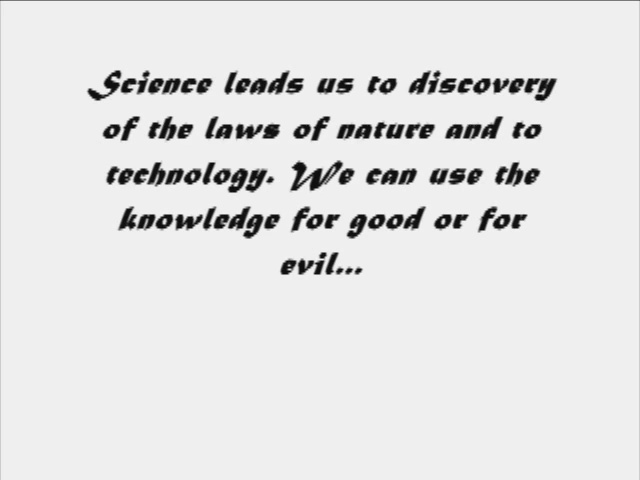 Science leads us to discovery
of the laws of nature and to
technology. We can use the
knowledge for good or for
evil...